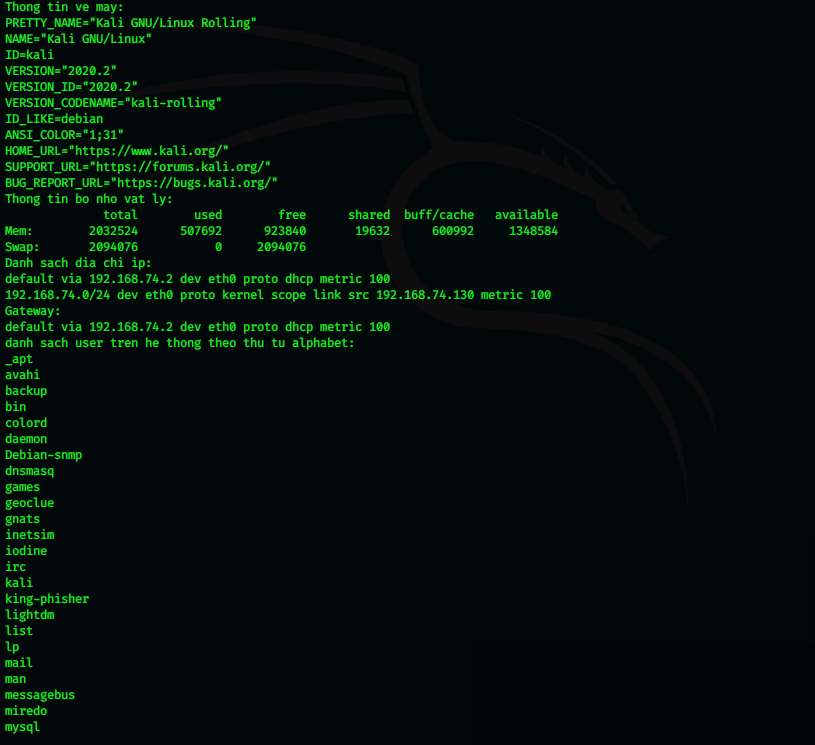 Thong tin ve may:
PRETTY_NAME="Kali GNU/Linux Rolling"
NAME="Kali GNU/Linux"
ID=kali
VERSION="2020.2"
VERSION_ID="2020.2"
VERSION_CODENAME="kali-rolling"
ID_LIKE=debian
ANSI_COLOR="1;31"
HOME_URL="https://www.kali.org/"
SUPPORT_URL="https://forums.kali.org/"
BUG_REPORT_URL="https://bugs.kali.org/"
Thong tin bo nho vat ly:
              total        used        free      shared  buff/cache   available
Mem:        2032524      507692      923840       19632      600992     1348584
Swap:       2094076           0     2094076
Danh sach dia chi ip:
default via 192.168.74.2 dev eth0 proto dhcp metric 100
192.168.74.0/24 dev eth0 proto kernel scope link src 192.168.74.130 metric 100
Gateway:
default via 192.168.74.2 dev eth0 proto dhcp metric 100
danh sach user tren he thong theo thu tu alphabet:
_apt
avahi
backup
bin
colord
daemon
Debian-snmp
dnsmasq
games
geoclue
gnats
inetsim
iodine
irc
kali
king-phisher
lightdm
list
lp
mail
man
messagebus
miredo
mysql